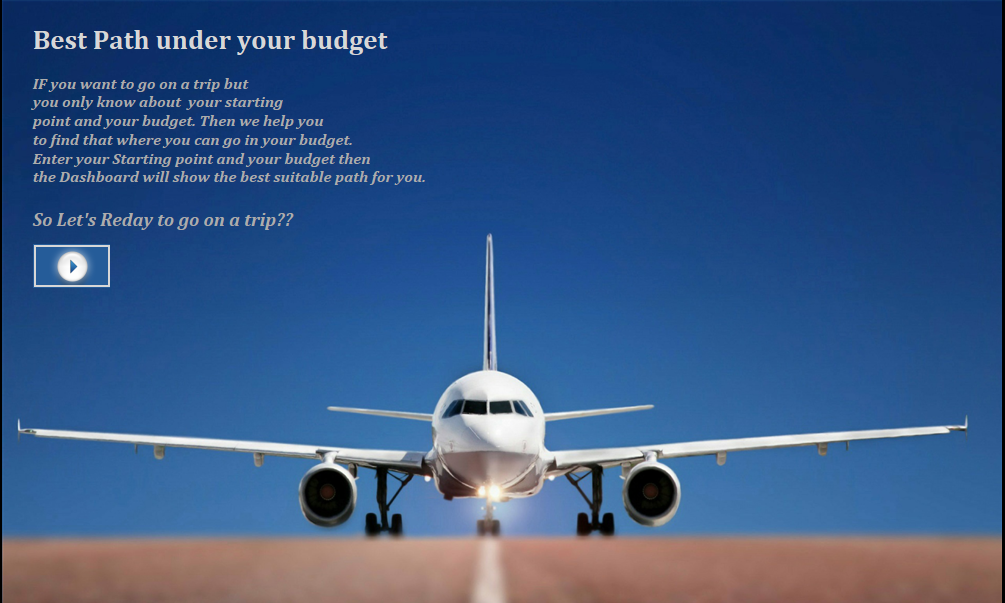 Best Path under your budget
IF you want to go on a trip but
you only know about  your starting
point and your budget. Then we help you
to find that where you can go in your budget.
Enter your Starting point and your budget then
the Dashboard will show the best suitable path for you.
So Let's Reday to go on a trip??